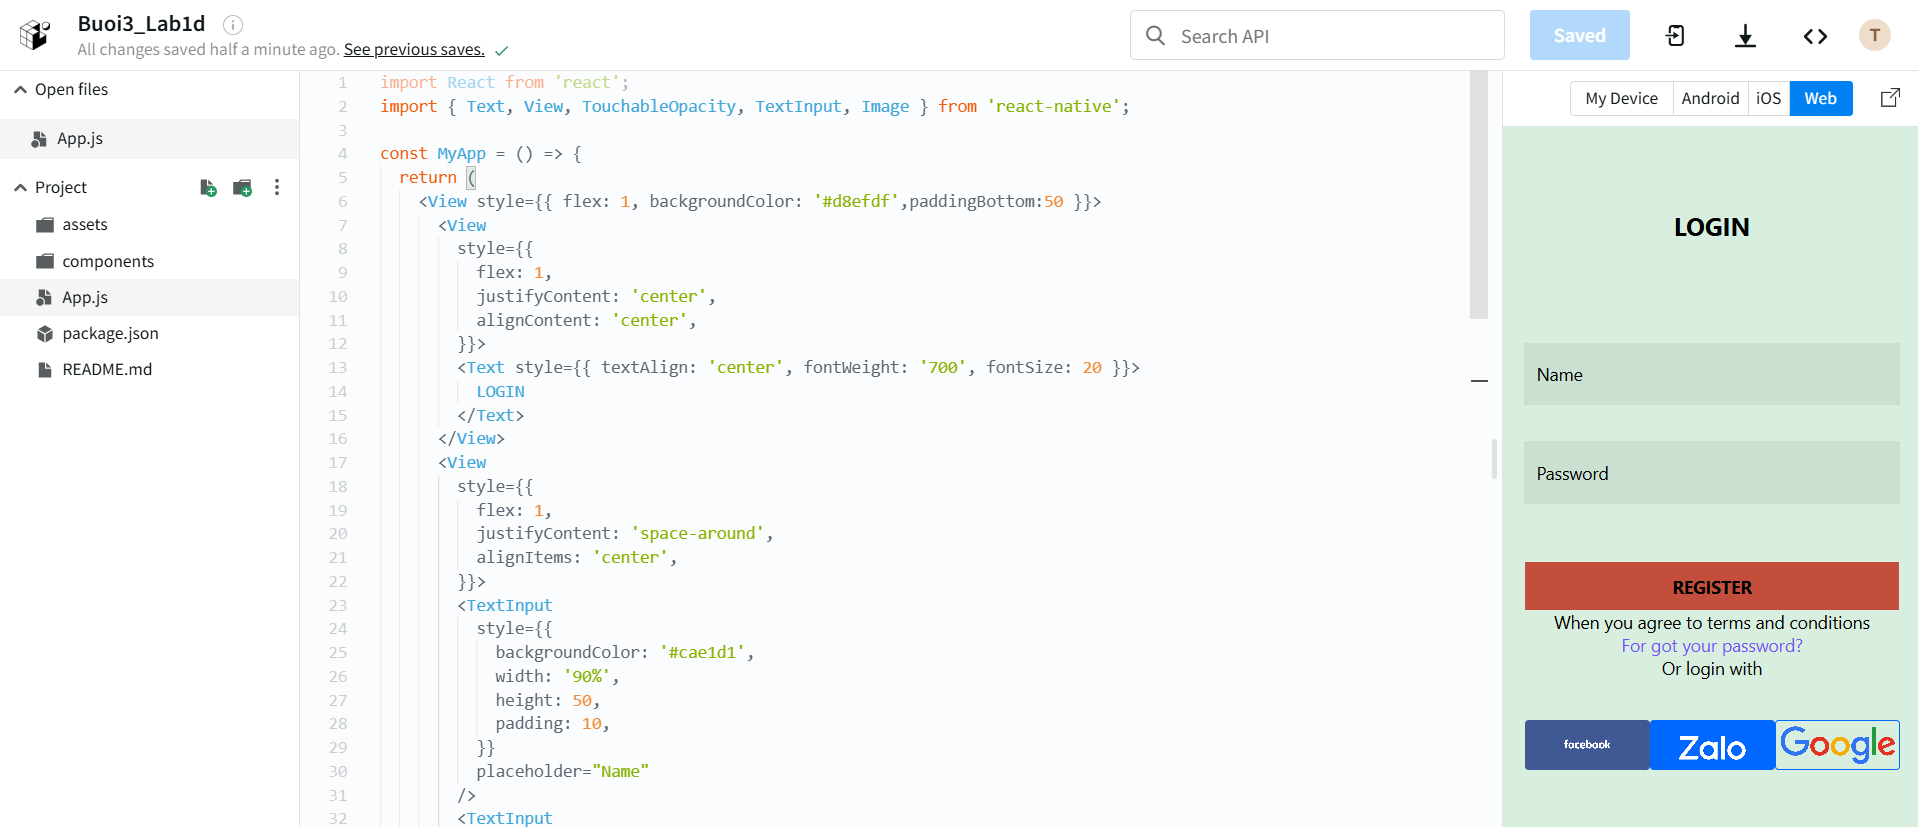 Buoi3_Lab1d
All changes saved half a minute ago. See previous saves.
Search API
Saved
T
Open files
App.js
Project
assets
components
App.js
package.json
README.md
1 import React from 'react';
2 import { Text, View, TouchableOpacity, TextInput, Image } from 'react-native';
3
4 const MyApp = () => {
5 return (
6 <View style={{ flex: 1, backgroundColor: '#d8efdf',paddingBottom:50 }}>
7 <View
8 style={{
9 flex: 1,
10 justifyContent: 'center',
11 alignContent: 'center',
12 }}>
13 <Text style={{ textAlign: 'center', fontWeight: '700', fontSize: 20 }}>
14 LOGIN
15 </Text>
16 </View>
17 <View
18 style={{
19 flex: 1,
20 justifyContent: 'space-around',
21 alignItems: 'center',
22 }}>
23 <TextInput
24 style={{
25 backgroundColor: '#cae1d1',
26 width: '90%',
27 height: 50,
28 padding: 10,
29 }}
30 placeholder="Name"
31 />
32 <TextInput
My Device Android iOS Web
LOGIN
Name
Password
REGISTER
When you agree to terms and conditions
For got your password?
Or login with
facebook Zalo Google